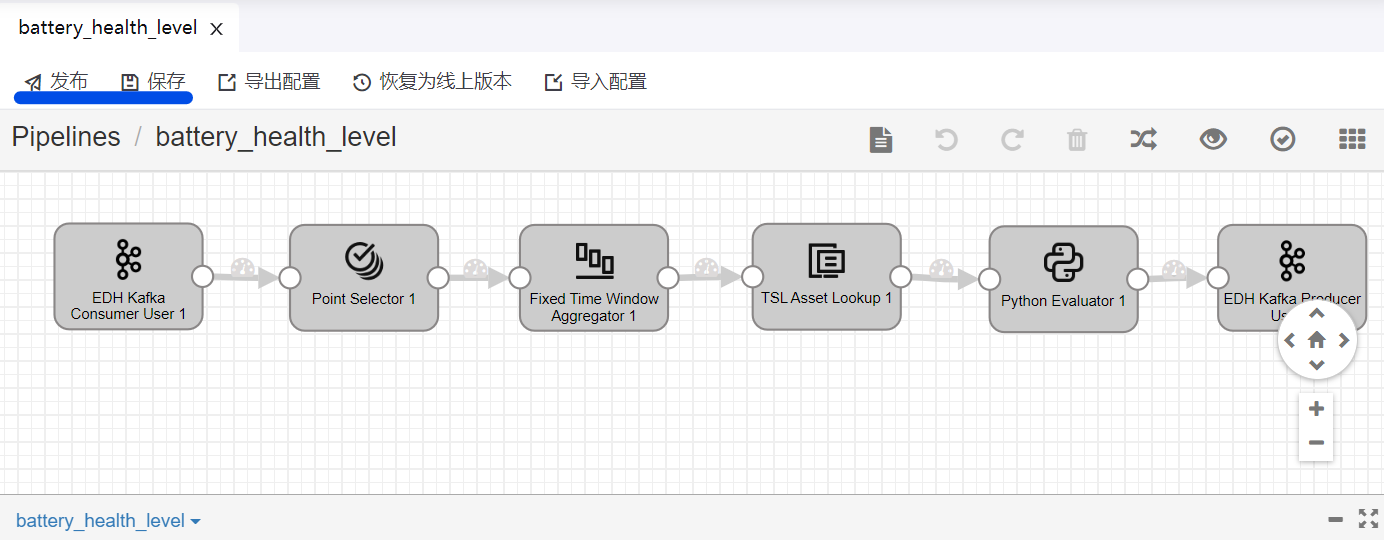 battery_health_level X
发布 保存 导出配置 恢复为线上版本 导入配置
Pipelines / battery_health_level
EDH Kafka
Consumer User 1
Point Selector 1
Fixed Time Window
Aggregator 1
TSL Asset Lookup 1
Python Evaluator 1
EDH Kafka Producer
battery_health_level